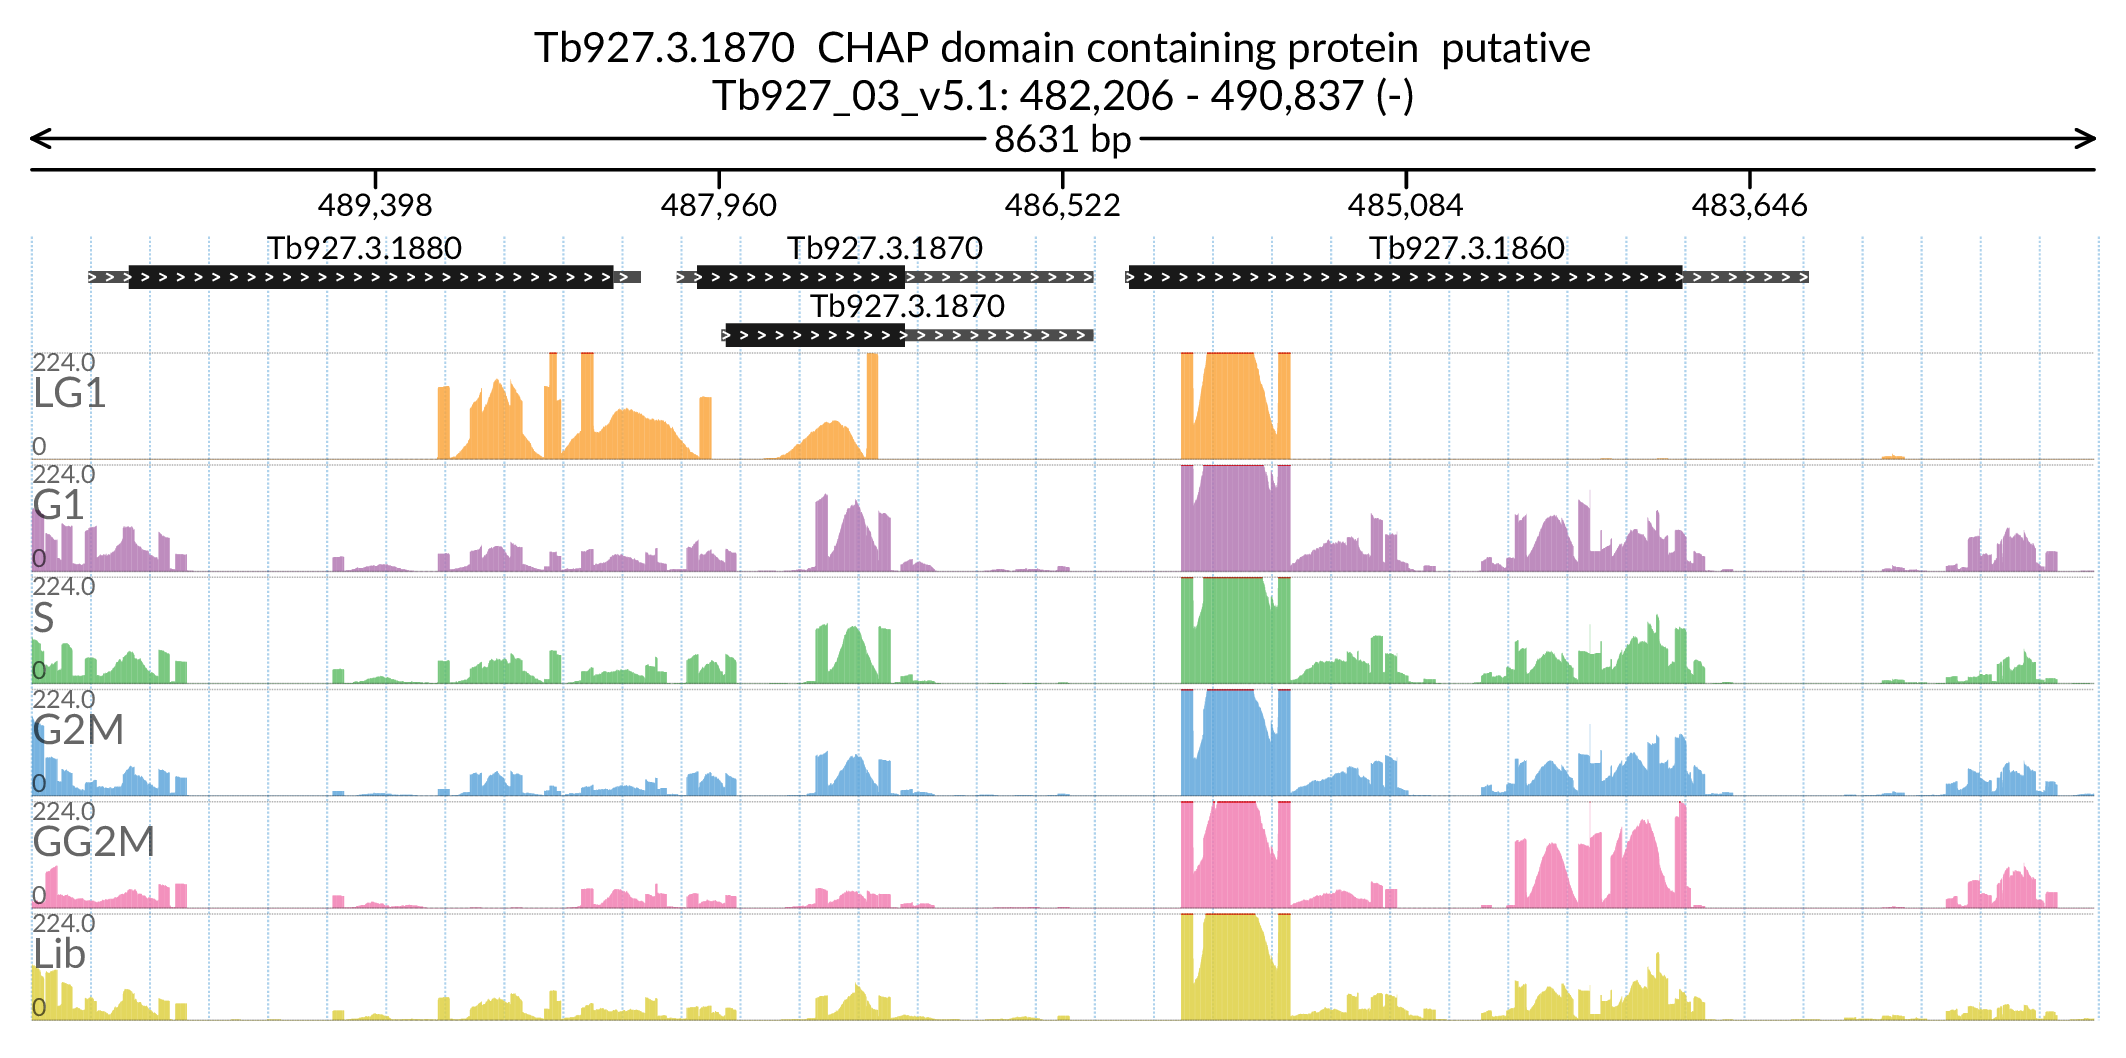 Tb927.3.1870  CHAP domain containing protein  putative
Tb927_03_v5.1: 482,206 - 490,837 (-)
8631 bp
489,398 487,960 486,522 485,084 483,646
Tb927.3.1880 Tb927.3.1870 Tb927.3.1860
Tb927.3.1870
224.0
LG1
0
224.0
G1
0
224.0
S
0
224.0
G2M
0
224.0
GG2M
0
224.0
Lib
0